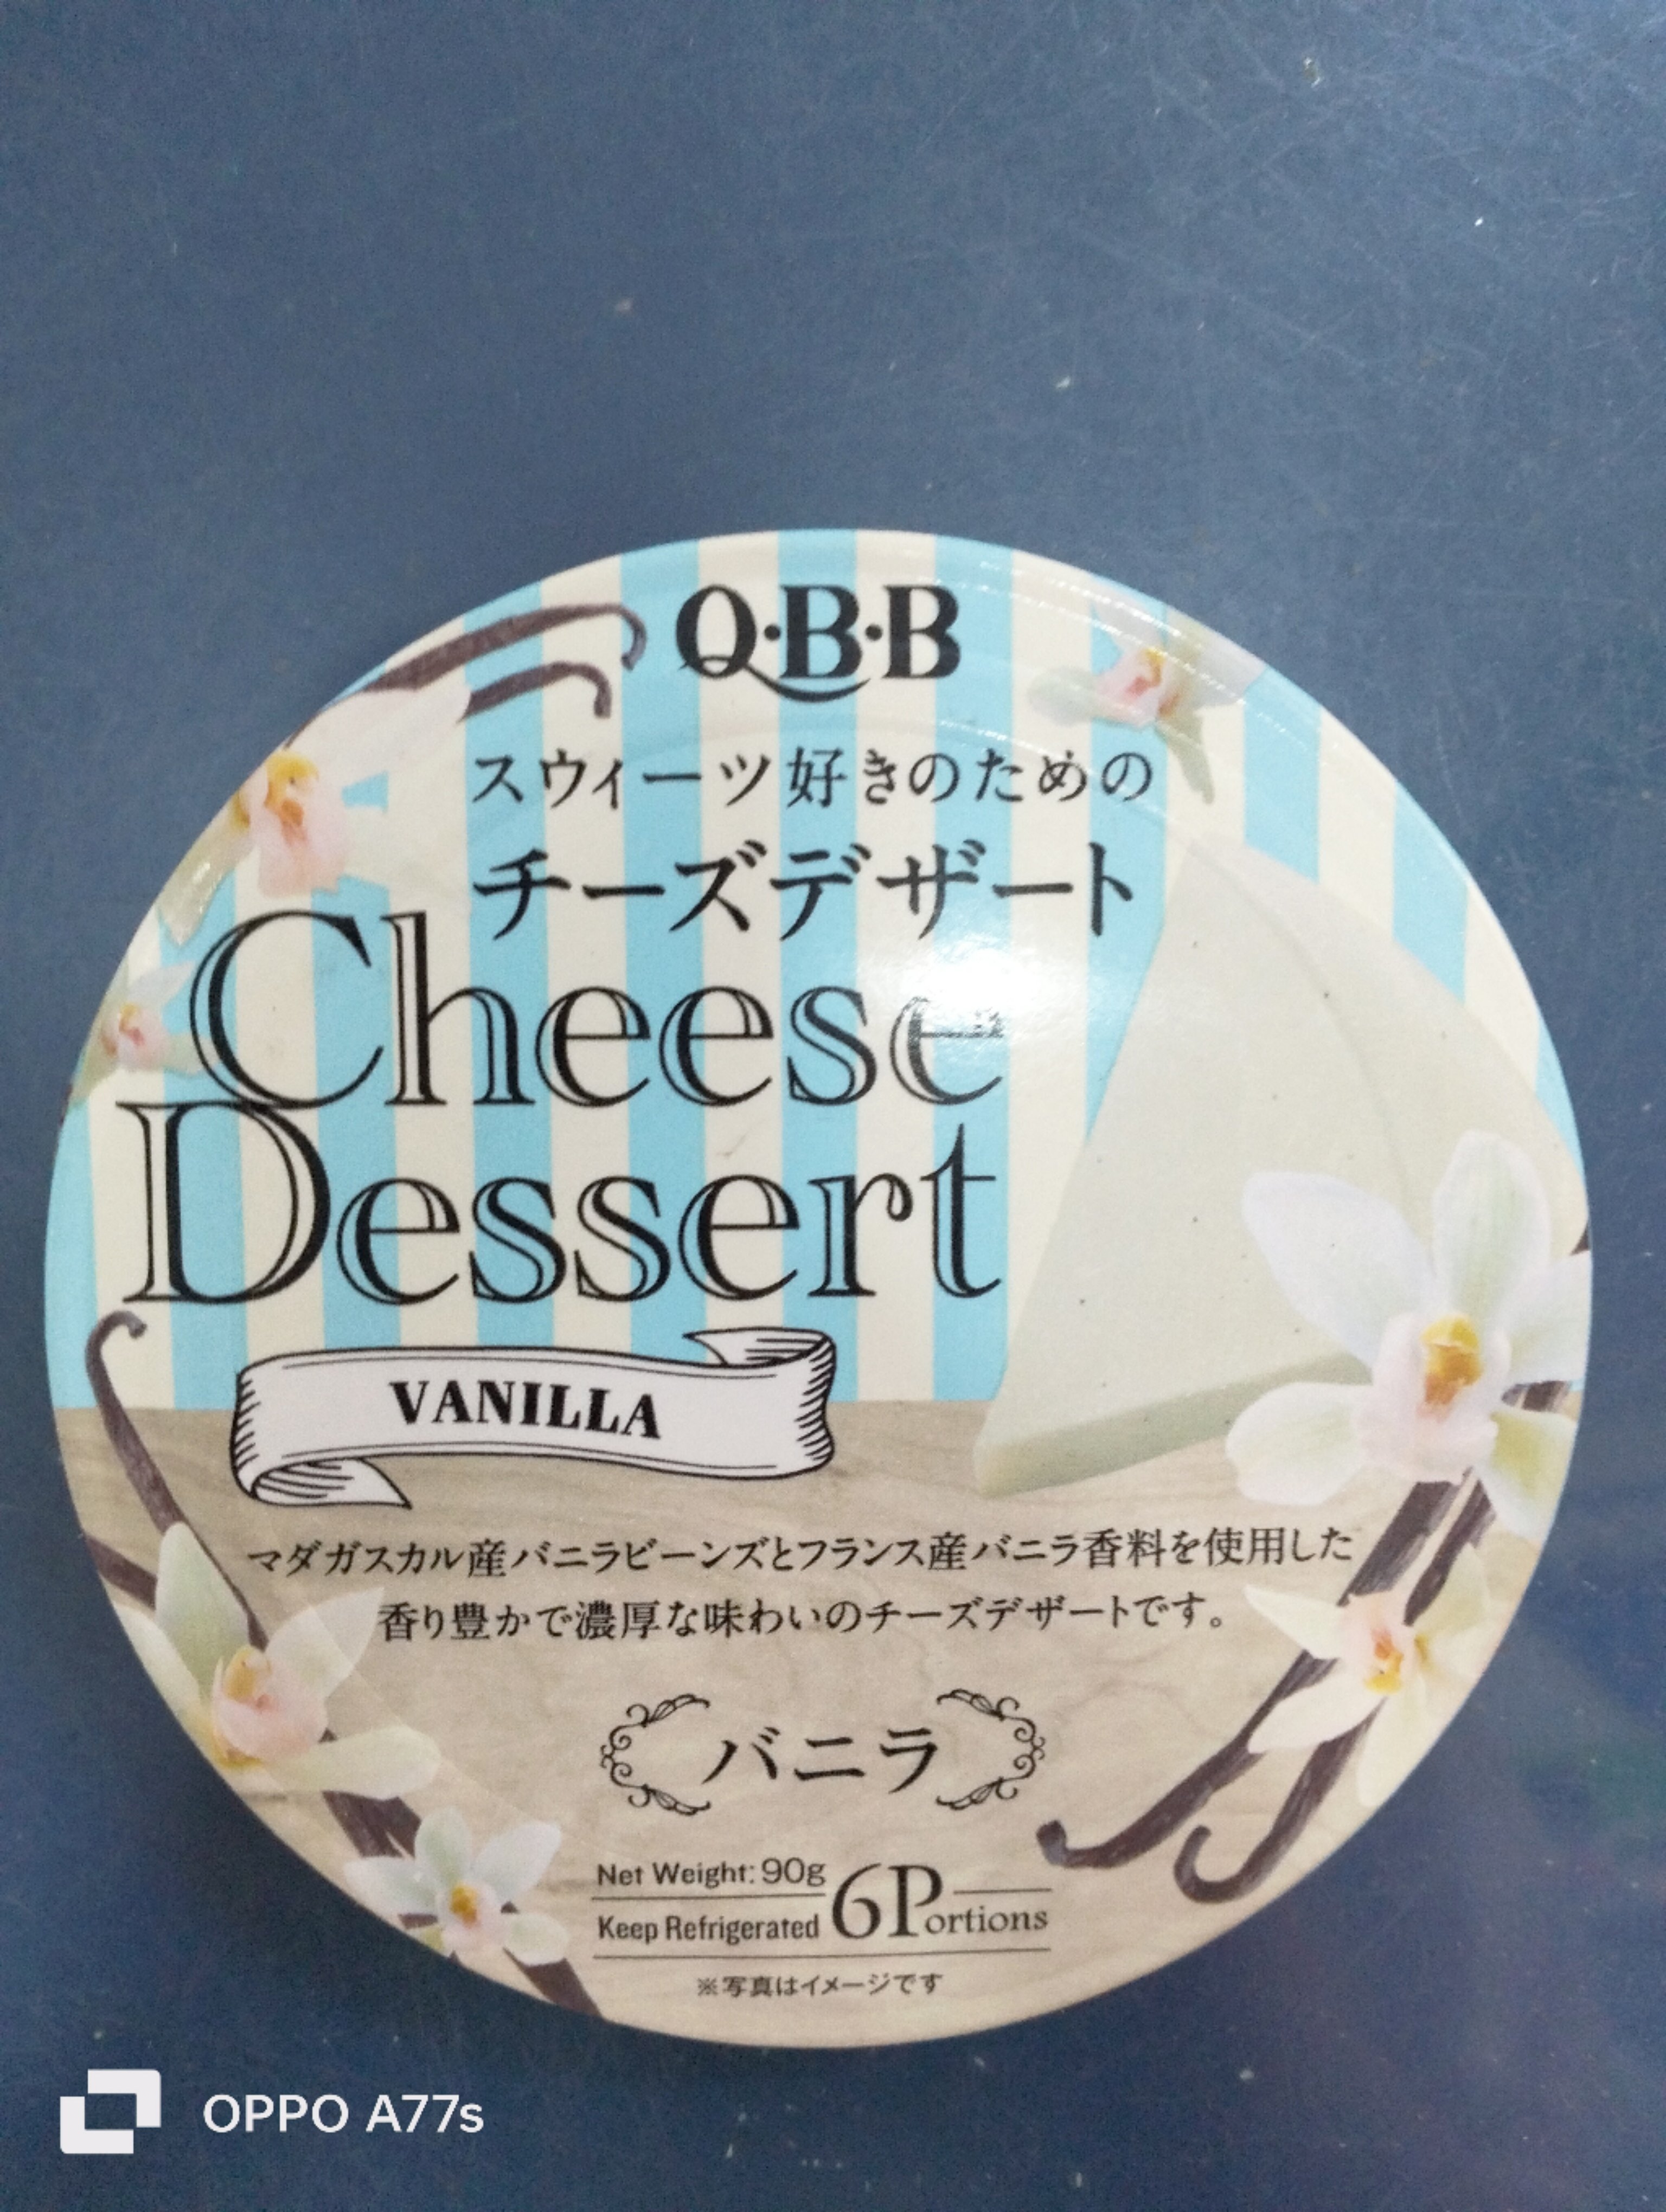 Q·B·B
スウィーツ好きのための
チーズデザート
Cheese
Dessert
VANILLA
マダガスカル産バニラビーンズとフランス産バニラ香料を使用した
香り豊かで濃厚な味わいのチーズデザートです。
バニラ
Net Weight: 90g
Keep Refrigerated
6Portions
※写真はイメージです
OPPO A77s